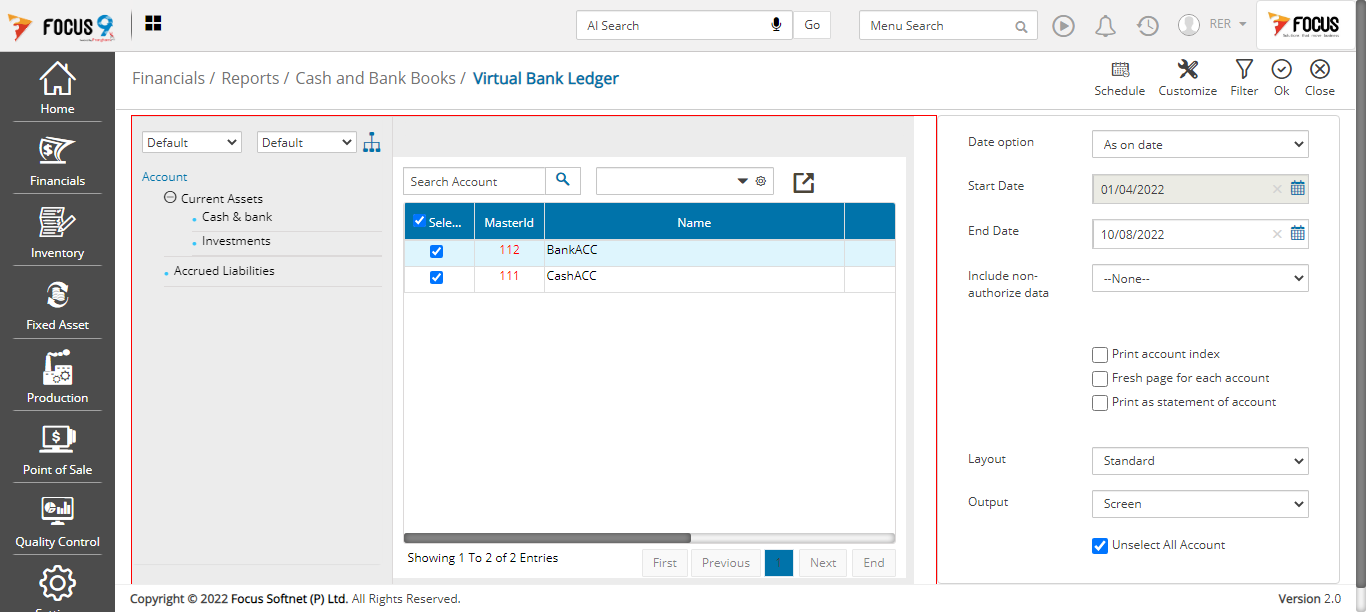 FOCUS 9
AI Search
Go
Menu Search
RER
FOCUS
Home
Financials
Inventory
Fixed Asset
Production
Point of Sale
Quality Control
Financials / Reports / Cash and Bank Books / Virtual Bank Ledger
Schedule
Customize
Filter
Ok
Close
Default
Default
Account
Current Assets
Cash & bank
Investments
Accrued Liabilities
Search Account
Sele... MasterId Name
112 BankACC
111 CashACC
Showing 1 To 2 of 2 Entries
First
Previous
1
Next
End
Date option
As on date
Start Date
01/04/2022
End Date
10/08/2022
Include non-
authorize data
--None--
Print account index
Fresh page for each account
Print as statement of account
Layout
Standard
Output
Screen
Unselect All Account
Copyright © 2022 Focus Softnet (P) Ltd. All Rights Reserved.
Version 2.0